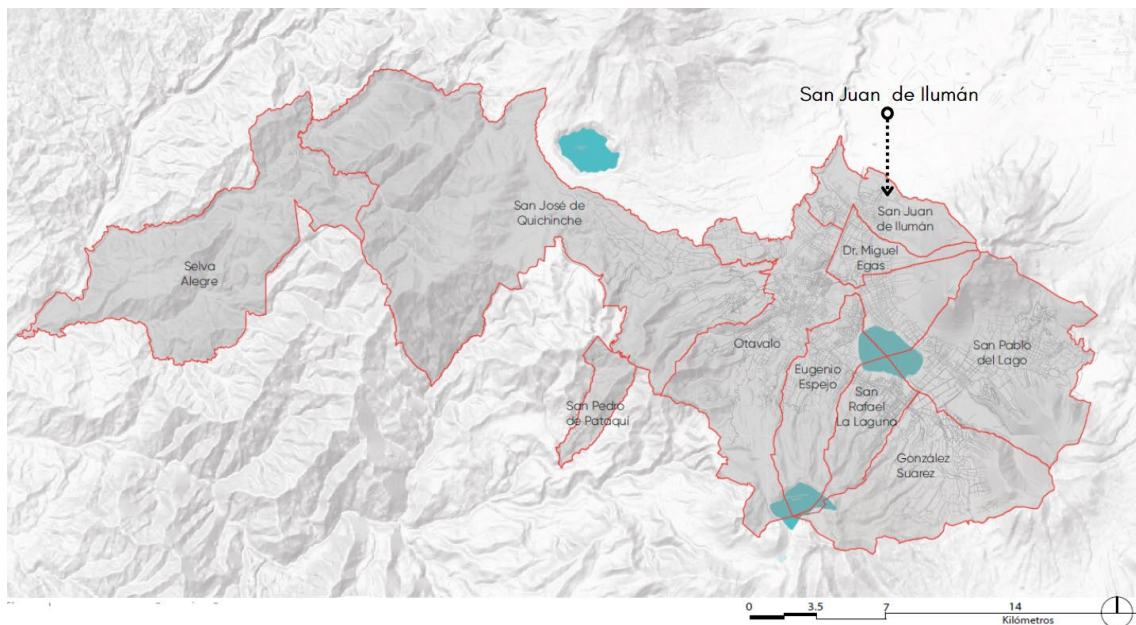 San Juan de Ilumán
San José de
Quichinche
San Juan
de Ilumán
Dr. Miguel
Egas
Selva
Alegre
Otavalo
Eugenio
Espejo
San Pablo
del Lago
San
Rafael
La Laguna
San Pedro
de Pataquí
González
Suarez
0 3.5 7 14
Kilómetros